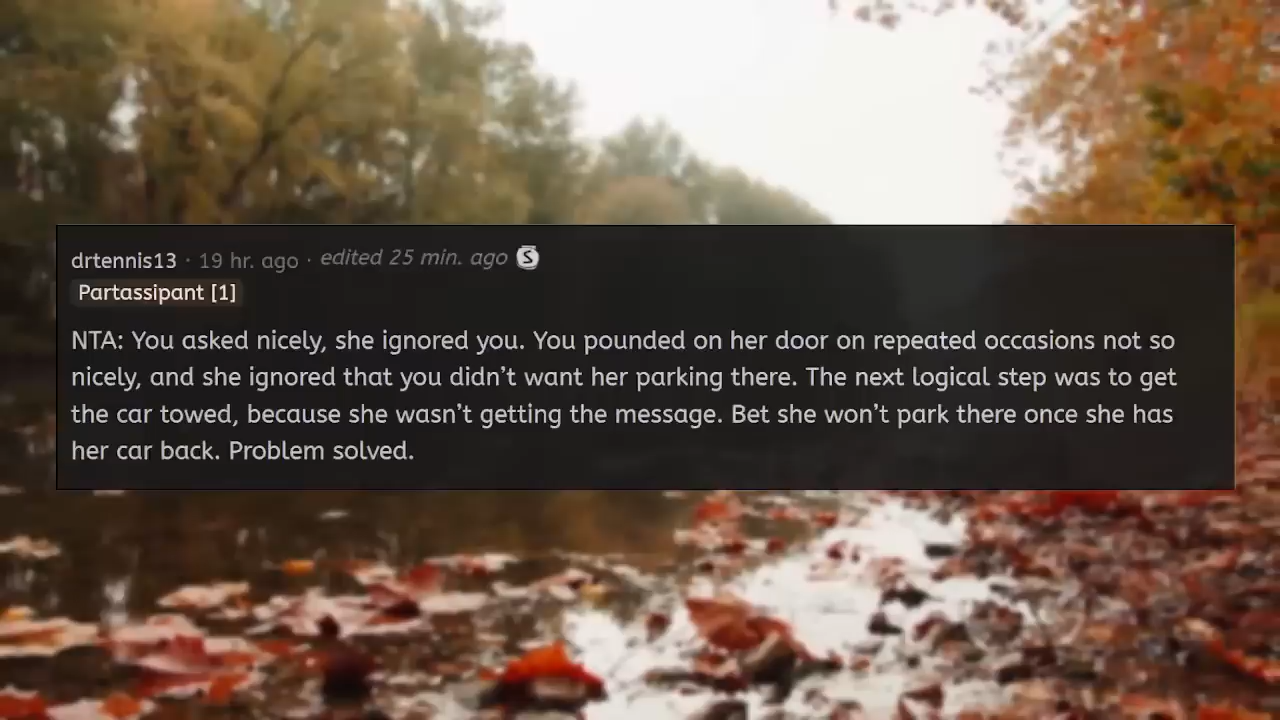 drtennis13 · 19 hr. ago · edited 25 min. ago S
Partassipant [1]
NTA: You asked nicely, she ignored you. You pounded on her door on repeated occasions not so
nicely, and she ignored that you didn’t want her parking there. The next logical step was to get
the car towed, because she wasn’t getting the message. Bet she won’t park there once she has
her car back. Problem solved.